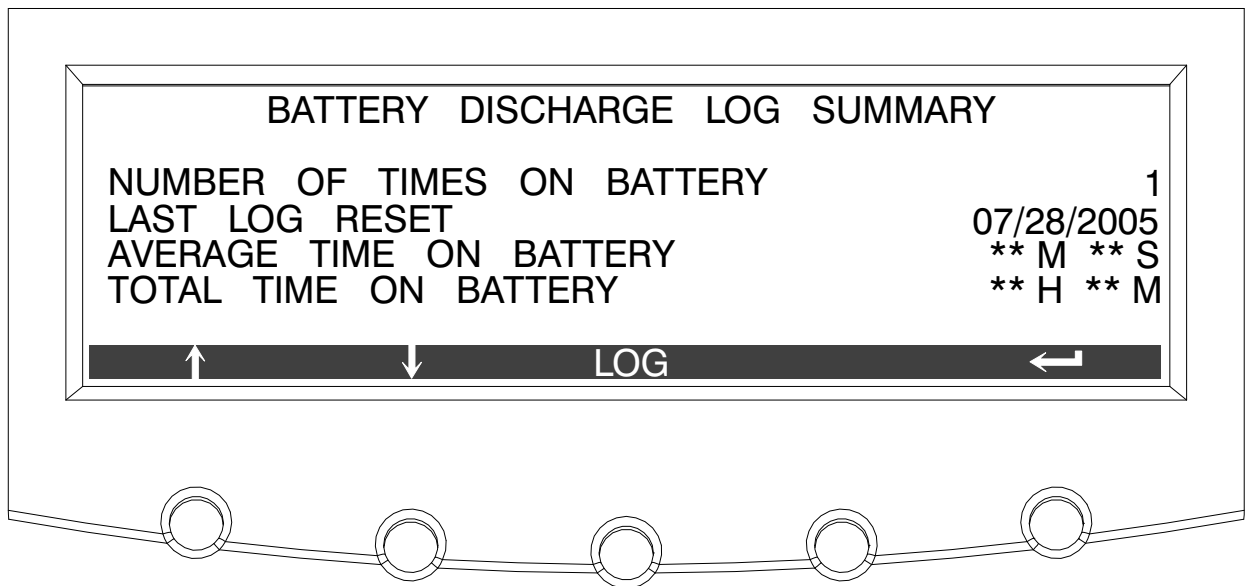 BATTERY DISCHARGE LOG SUMMARY
NUMBER OF TIMES ON BATTERY 1
LAST LOG RESET 07/28/2005
AVERAGE TIME ON BATTERY ** M ** S
TOTAL TIME ON BATTERY ** H ** M
LOG